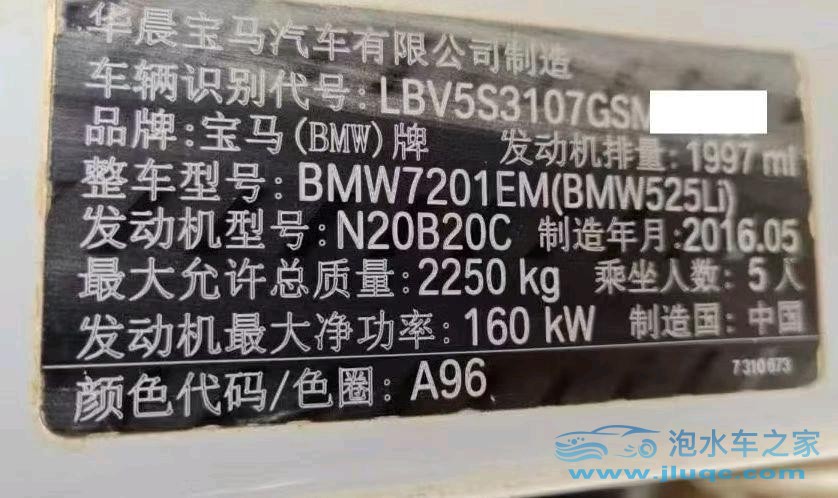 华晨宝马汽车有限公司制造
车辆识别代号:LBV5S3107GSM
品牌:宝马(BMW)牌 发动机排量:1997 ml
整车型号:BMW7201EM(BMW525Li)
发动机型号:N20B20C 制造年月:2016.05
最大允许总质量:2250 kg 乘坐人数:5人
发动机最大净功率:160 kW 制造国:中国
颜色代码/色圈:A96 7310673
泡水车之家
www.jluqc.com